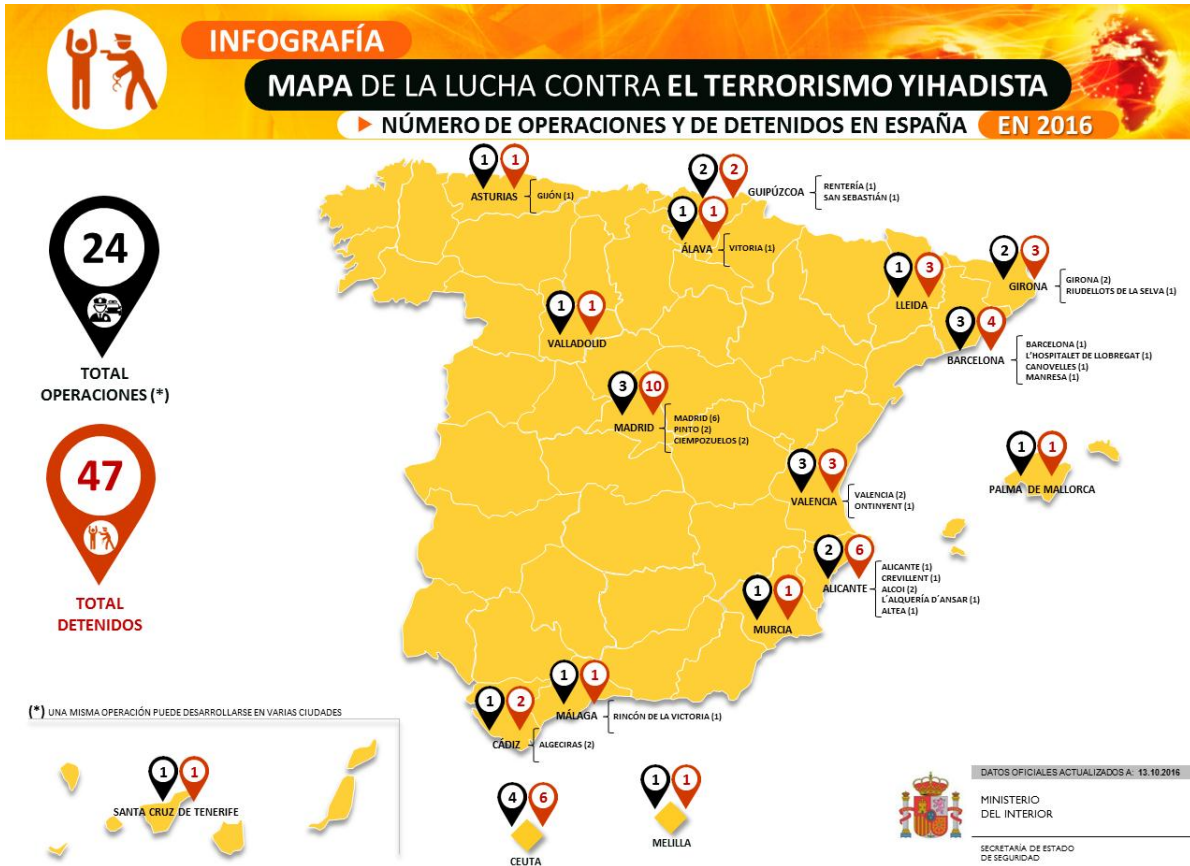 INFOGRAFÍA
MAPA DE LA LUCHA CONTRA EL TERRORISMO YIHADISTA
NÚMERO DE OPERACIONES Y DE DETENIDOS EN ESPAÑA EN 2016
24
TOTAL
OPERACIONES (*)
47
TOTAL
DETENIDOS
1 1
ASTURIAS
GIJÓN (1)
2 2
GUIPÚZCOA
RENTERÍA (1)
SAN SEBASTIÁN (1)
1 1
ÁLAVA
VITORIA (1)
1 3
LLEIDA
2 3
GIRONA
GIRONA (2)
RIUDELLOTS DE LA SELVA (1)
1 1
VALLADOLID
3 4
BARCELONA
BARCELONA (1)
L'HOSPITALET DE LLOBREGAT (1)
CANOVELLES (1)
MANRESA (1)
3 10
MADRID
MADRID (6)
PINTO (2)
CIEMPOZUELOS (2)
1 1
PALMA DE MALLORCA
3 3
VALENCIA
VALENCIA (2)
ONTINYENT (1)
2 6
ALICANTE
ALICANTE (1)
CREVILLENT (1)
ALCOI (2)
L´ALQUERÍA D´ANSAR (1)
ALTEA (1)
1 1
MURCIA
1 1
MÁLAGA
RINCÓN DE LA VICTORIA (1)
1 2
CÁDIZ
ALGECIRAS (2)
(*) UNA MISMA OPERACIÓN PUEDE DESARROLLARSE EN VARIAS CIUDADES
1 1
SANTA CRUZ DE TENERIFE
4 6
CEUTA
1 1
MELILLA
DATOS OFICIALES ACTUALIZADOS A: 13.10.2016
MINISTERIO
DEL INTERIOR
SECRETARÍA DE ESTADO
DE SEGURIDAD